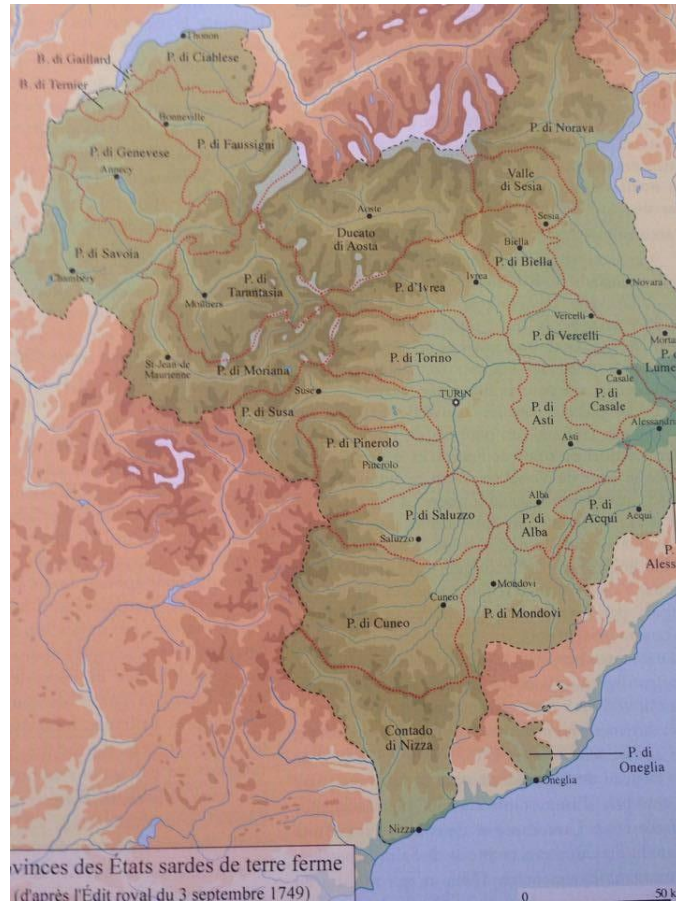 Thonon
B. di Gaillard
P. di Ciablese
B. di Ternier
Bonneville
P. di Norava
P. di Genevese
P. di Faussigni
Annecy
Valle
di Sesia
Aoste
Ducato
di Aosta
Sesia
P. di Savoia
Chambéry
Biella
P. di Biella
P. di
Tarantasia
Moûtiers
P. d'Ivrea
Ivrea
Novara
Vercelli
P. di Vercelli
St-Jean-de
Maurienne
P. di Moriana
P. di Torino
Suse
TURIN
P. di Susa
Casale
P. di
Casale
P. di
Asti
Asti
P. di Pinerolo
Pinerolo
Alba
P. di
Alba
P. di
Acqui
Acqui
P. di Saluzzo
Saluzzo
Cuneo
P. di Cuneo
Mondovi
P. di Mondovi
Contado
di Nizza
P. di
Oneglia
Oneglia
Nizza
vinces des États sardes de terre ferme
(d'après l'Édit royal du 3 septembre 1749)
0
50 k